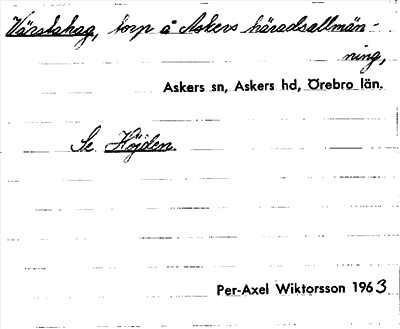 Värstahag, torp å Askers häradsallmän-
ning,
Askers sn, Askers hd, Örebro län.
Se Höjden.
Per-Axel Wiktorsson 1963